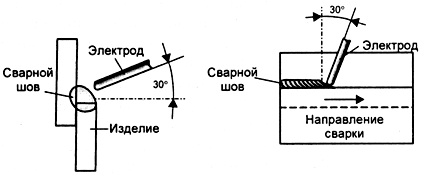 Электрод
30°
Сварной
шов
Изделие
30°
Электрод
Сварной
шов
Направление
сварки